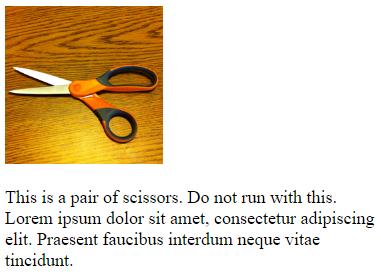 This is a pair of scissors. Do not run with this.
Lorem ipsum dolor sit amet, consectetur adipiscing
elit. Praesent faucibus interdum neque vitae
tincidunt.